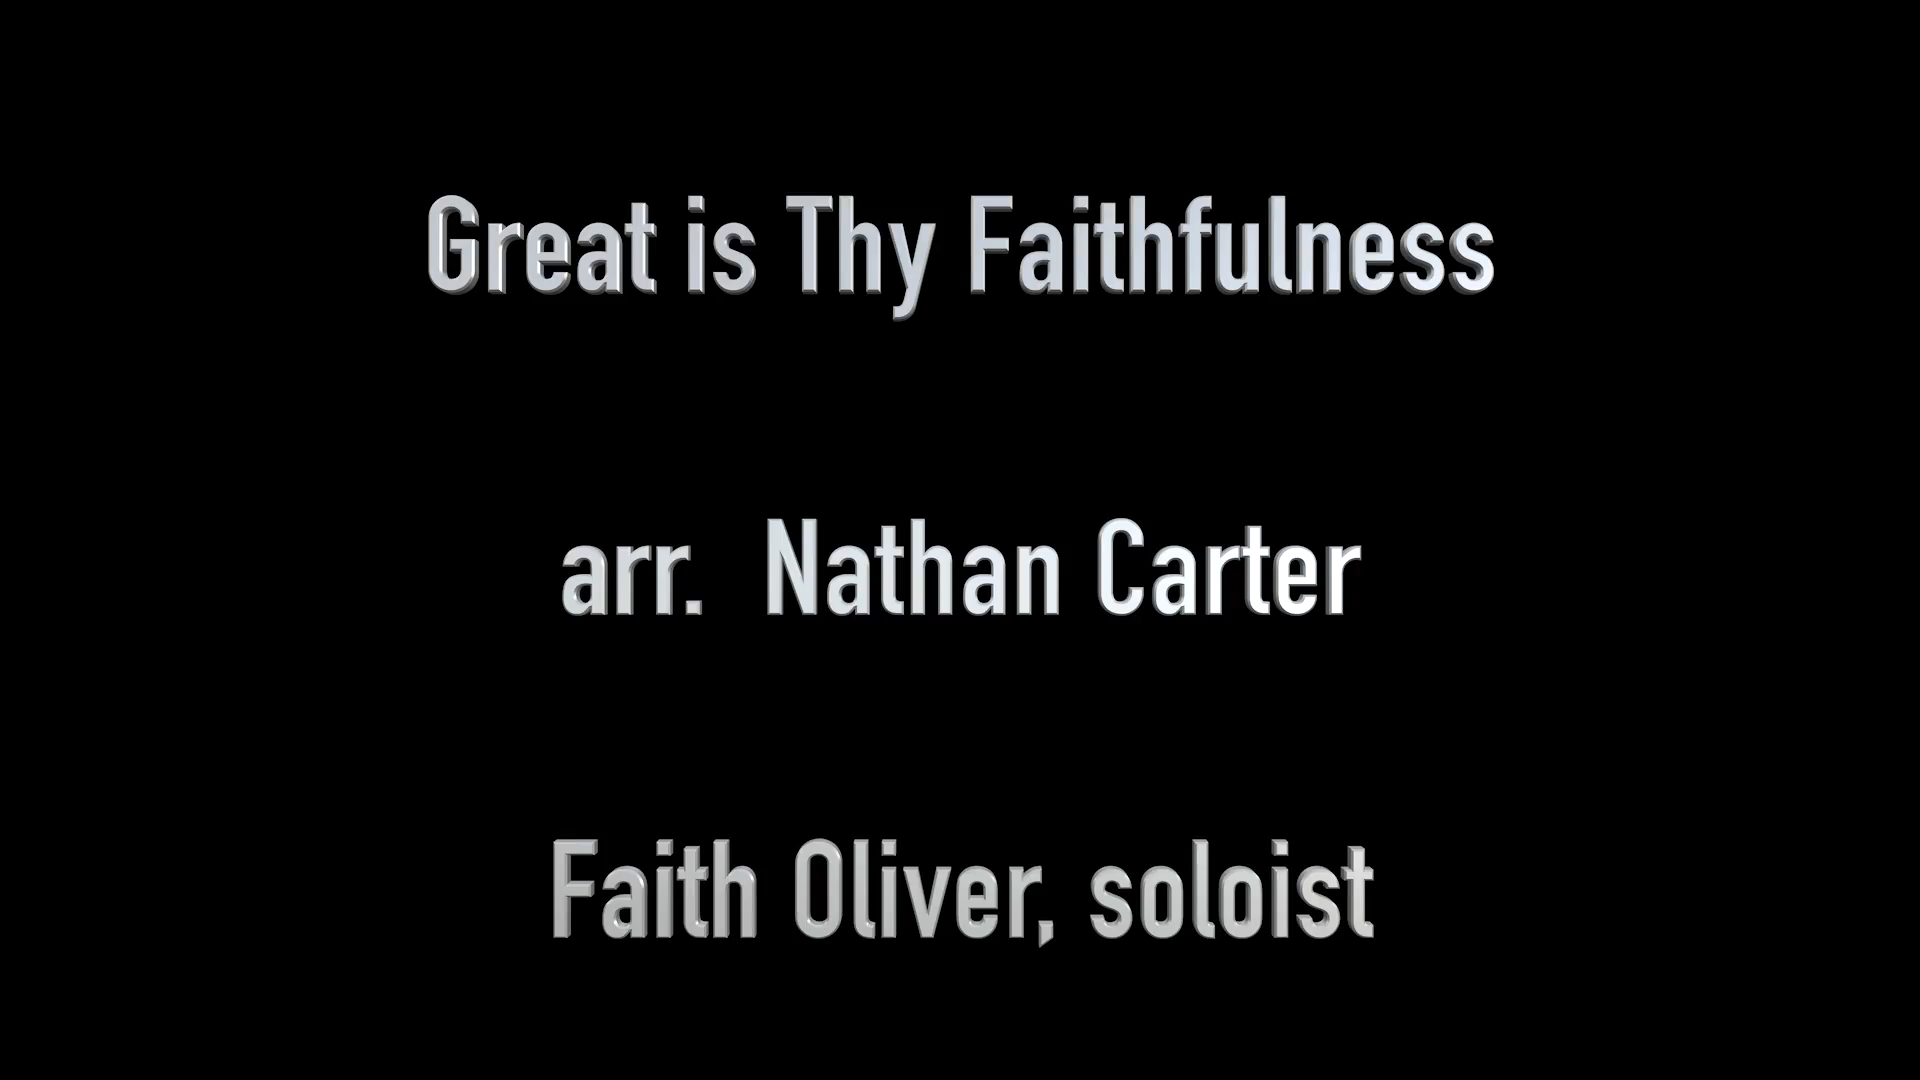 Great is Thy Faithfulness
arr.  Nathan Carter
Faith Oliver, soloist